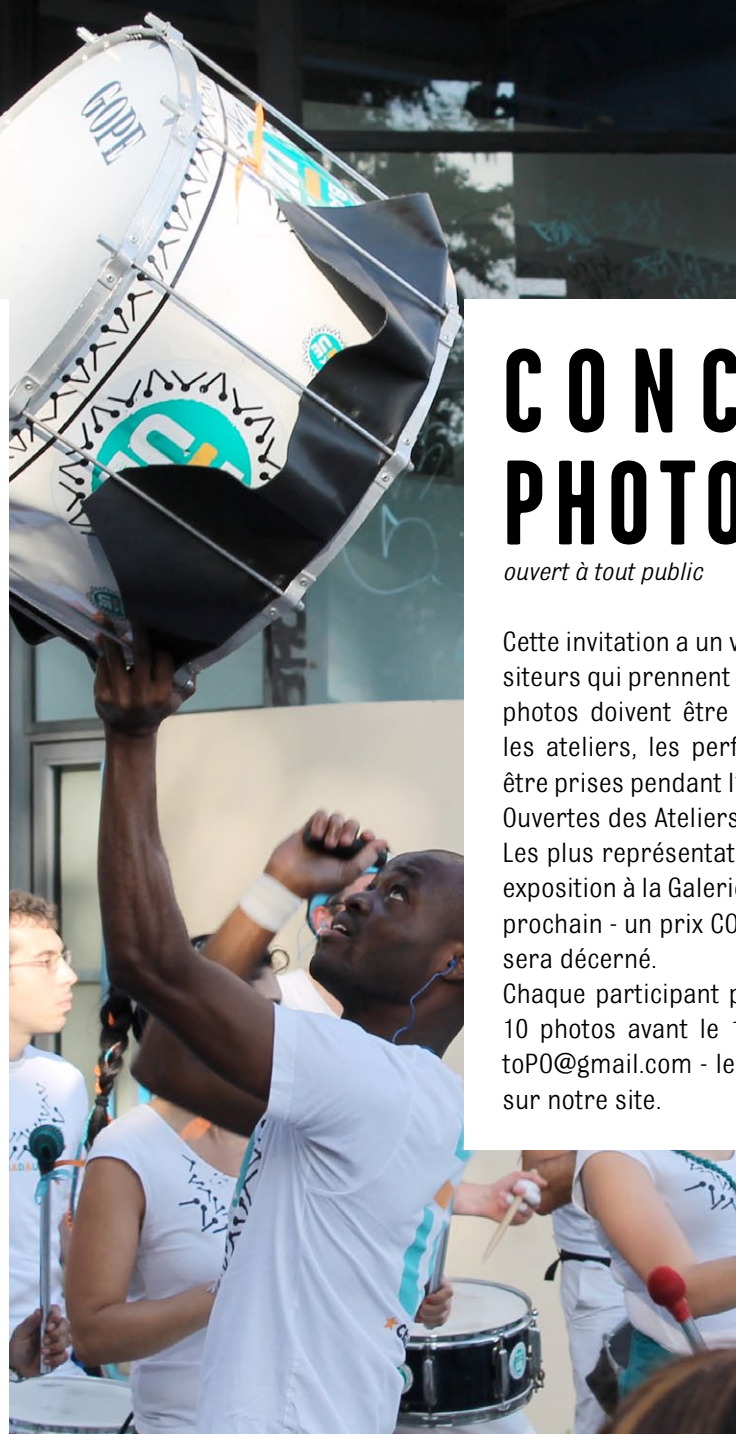 GOPE
CONC
PHOTO
ouvert à tout public
Cette invitation a un v
siteurs qui prennent
photos doivent être
les ateliers, les perf
être prises pendant l'
Ouvertes des Ateliers
Les plus représentat
exposition à la Galerie
prochain - un prix CO
sera décerné.
Chaque participant p
10 photos avant le 1
toPO@gmail.com - le
sur notre site.